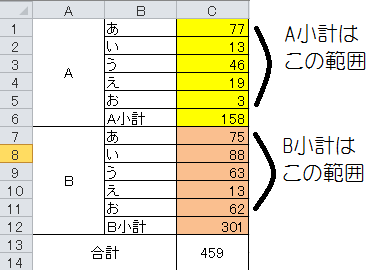 A B C
1 あ 77 A小計は
2 い 13 この範囲
3 A う 46
4 え 19
5 お 3
6 A小計 158
7 あ 75
8 い 88 B小計は
9 B う 63 この範囲
10 え 13
11 お 62
12 B小計 301
13 合計 459
14